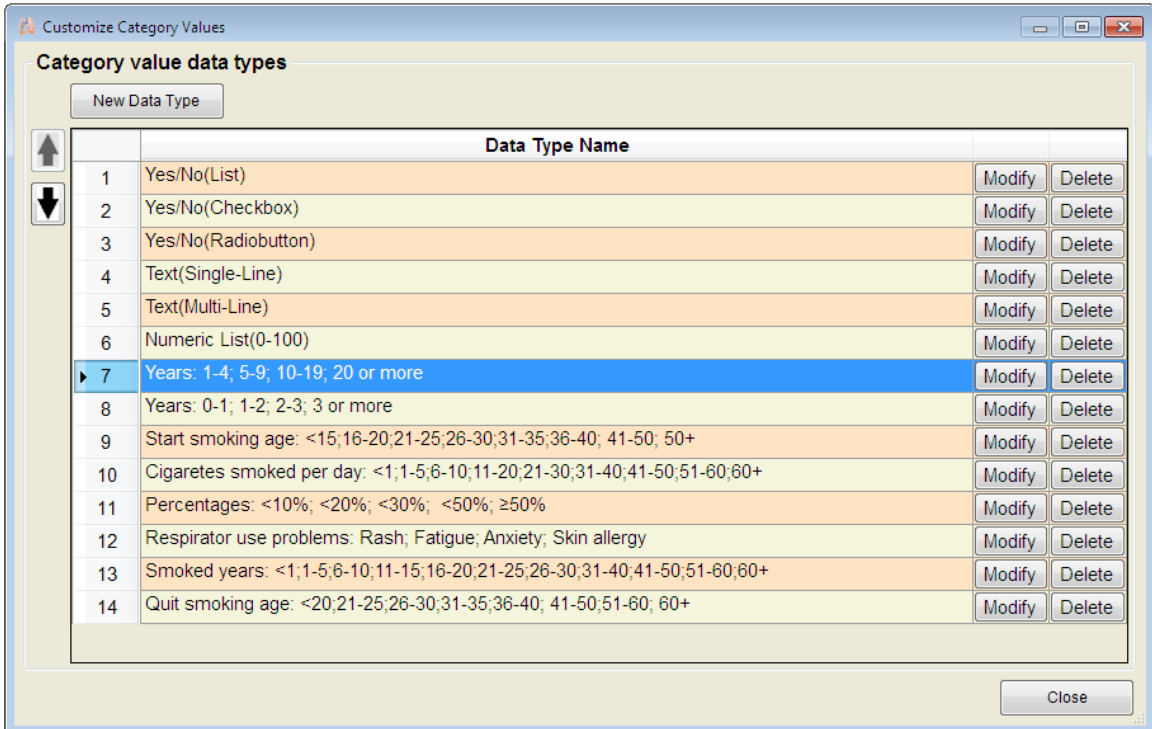 Customize Category Values
Category value data types
New Data Type
Data Type Name
1 Yes/No(List) Modify Delete
2 Yes/No(Checkbox) Modify Delete
3 Yes/No(Radiobutton) Modify Delete
4 Text(Single-Line) Modify Delete
5 Text(Multi-Line) Modify Delete
6 Numeric List(0-100) Modify Delete
7 Years: 1-4; 5-9; 10-19; 20 or more Modify Delete
8 Years: 0-1; 1-2; 2-3; 3 or more Modify Delete
9 Start smoking age: <15;16-20;21-25;26-30;31-35;36-40; 41-50; 50+ Modify Delete
10 Cigaretes smoked per day: <1;1-5;6-10;11-20;21-30;31-40;41-50;51-60;60+ Modify Delete
11 Percentages: <10%; <20%; <30%;  <50%; ≥50% Modify Delete
12 Respirator use problems: Rash; Fatigue; Anxiety; Skin allergy Modify Delete
13 Smoked years: <1;1-5;6-10;11-15;16-20;21-25;26-30;31-40;41-50;51-60;60+ Modify Delete
14 Quit smoking age: <20;21-25;26-30;31-35;36-40; 41-50;51-60; 60+ Modify Delete
Close